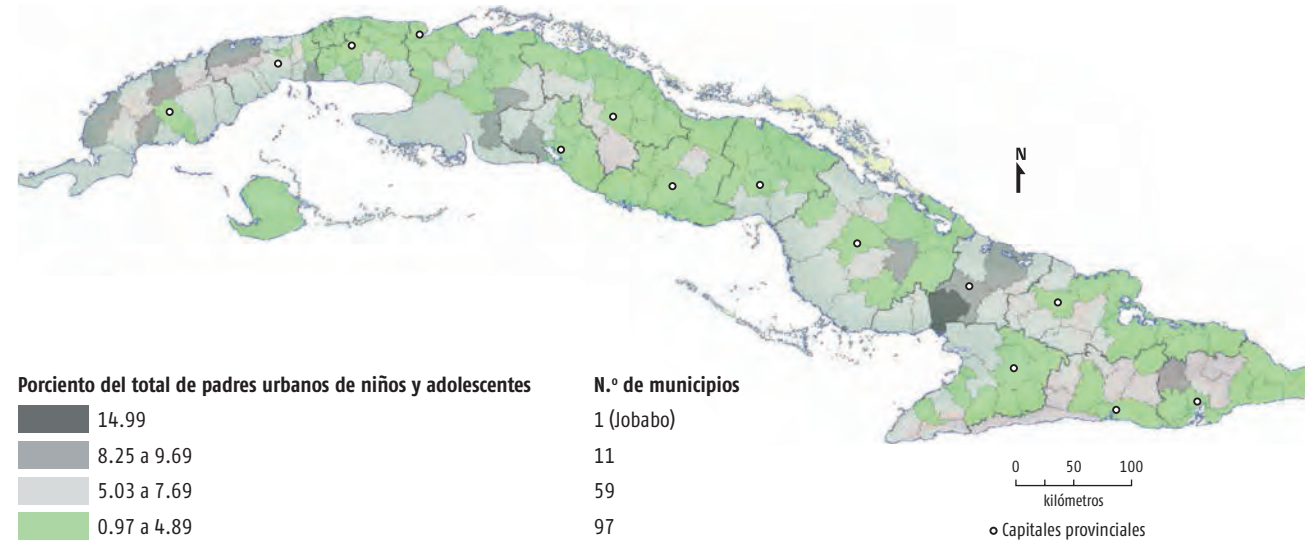 N
Porciento del total de padres urbanos de niños y adolescentes N.º de municipios
14.99 1 (Jobabo)
8.25 a 9.69 11
5.03 a 7.69 59
0.97 a 4.89 97
0 50 100
kilómetros
Capitales provinciales